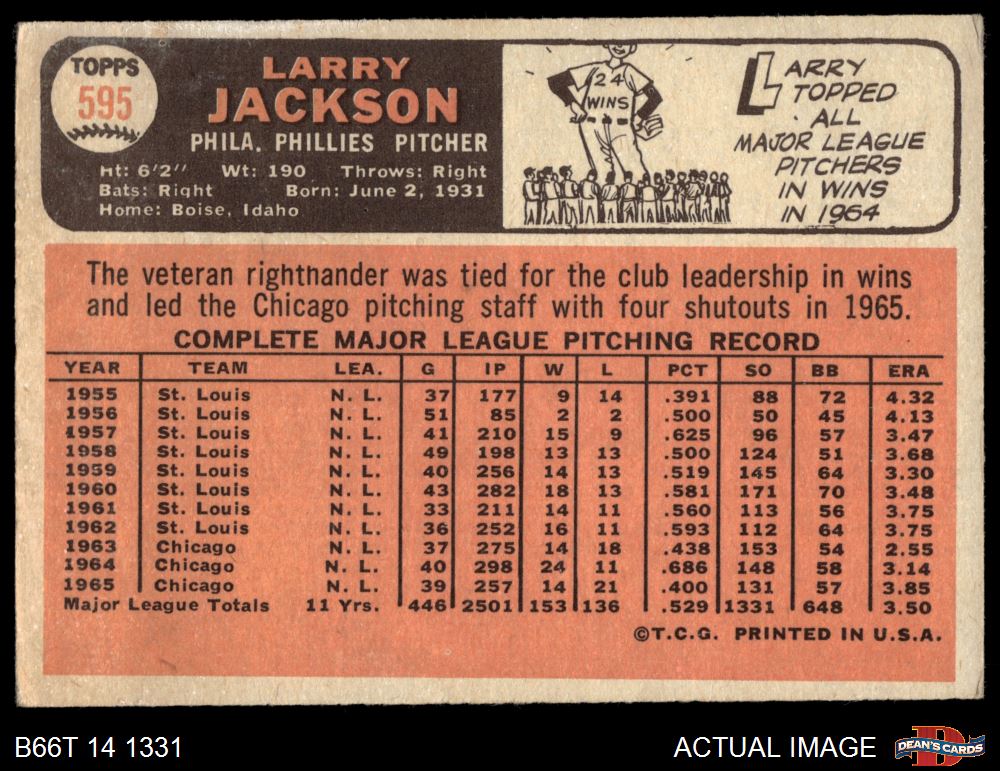 TOPPS
595
LARRY
JACKSON
PHILA. PHILLIES PITCHER
Ht: 6'2" Wt: 190 Throws: Right
Bats: Right Born: June 2, 1931
Home: Boise, Idaho
24
WINS
LARRY
TOPPED
ALL
MAJOR LEAGUE
PITCHERS
IN WINS
IN 1964
The veteran righthander was tied for the club leadership in wins
and led the Chicago pitching staff with four shutouts in 1965.
COMPLETE MAJOR LEAGUE PITCHING RECORD
YEAR TEAM LEA. G IP W L PCT SO BB ERA
1955 St. Louis N. L. 37 177 9 14 .391 88 72 4.32
1956 St. Louis N. L. 51 85 2 2 .500 50 45 4.13
1957 St. Louis N. L. 41 210 15 9 .625 96 57 3.47
1958 St. Louis N. L. 49 198 13 13 .500 124 51 3.68
1959 St. Louis N. L. 40 256 14 13 .519 145 64 3.30
1960 St. Louis N. L. 43 282 18 13 .581 171 70 3.48
1961 St. Louis N. L. 33 211 14 11 .560 113 56 3.75
1962 St. Louis N. L. 36 252 16 11 .593 112 64 3.75
1963 Chicago N. L. 37 275 14 18 .438 153 54 2.55
1964 Chicago N. L. 40 298 24 11 .686 148 58 3.14
1965 Chicago N. L. 39 257 14 21 .400 131 57 3.85
Major League Totals 11 Yrs. 446 2501 153 136 .529 1331 648 3.50
©T.C.G. PRINTED IN U.S.A.
B66T 14 1331
ACTUAL IMAGE
DEAN'S CARDS